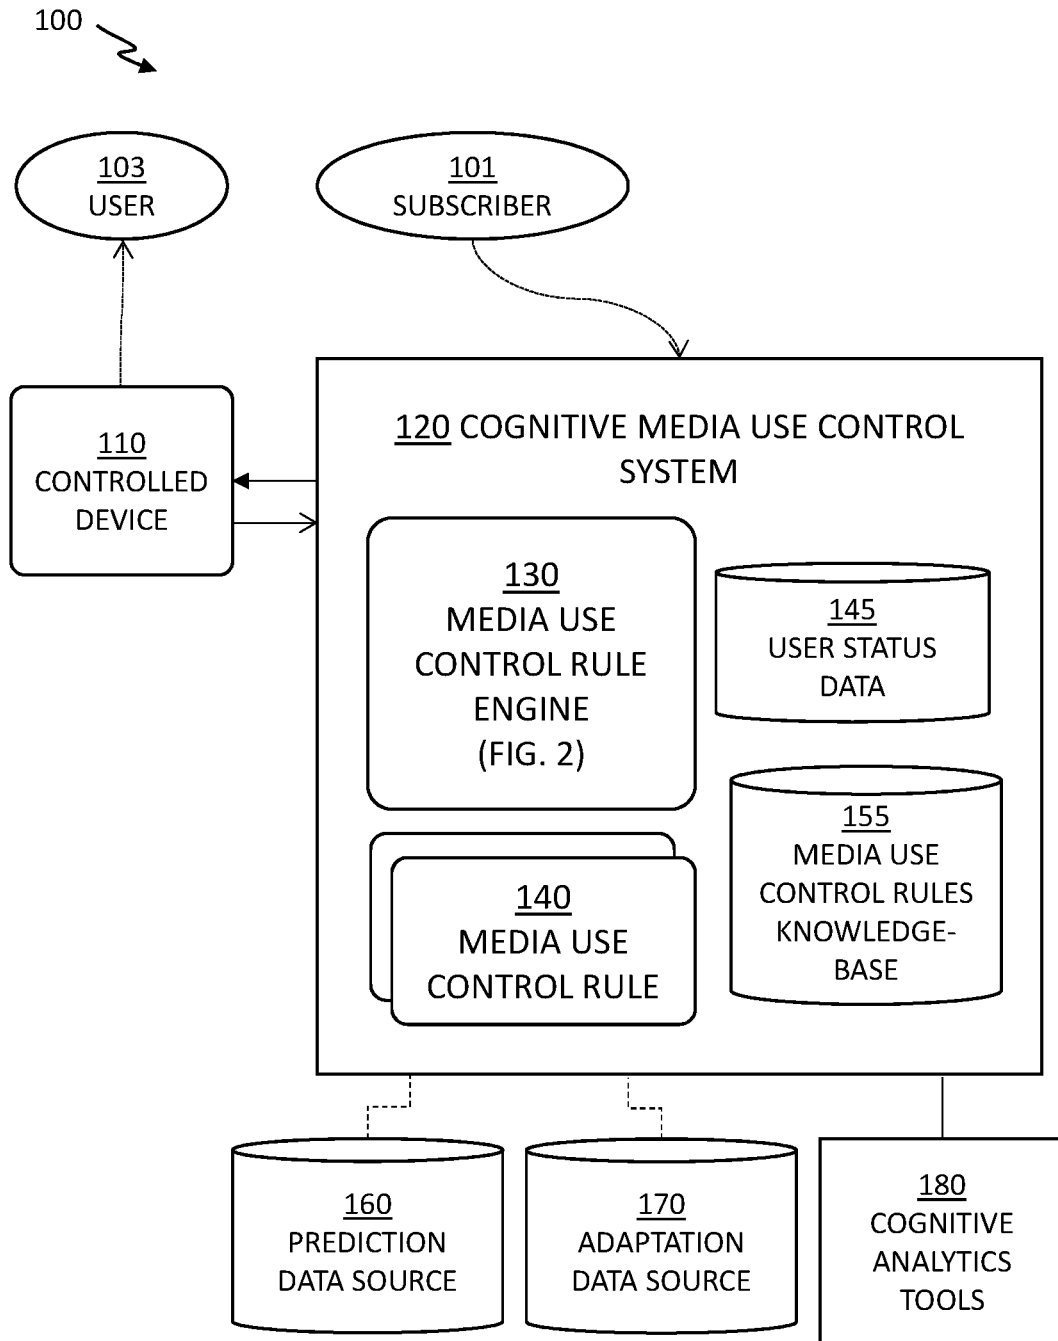 100
103
USER
101
SUBSCRIBER
110
CONTROLLED
DEVICE
120 COGNITIVE MEDIA USE CONTROL
SYSTEM
130
MEDIA USE
CONTROL RULE
ENGINE
(FIG. 2)
145
USER STATUS
DATA
155
MEDIA USE
CONTROL RULES
KNOWLEDGE-
BASE
140
MEDIA USE
CONTROL RULE
160
PREDICTION
DATA SOURCE
170
ADAPTATION
DATA SOURCE
180
COGNITIVE
ANALYTICS
TOOLS